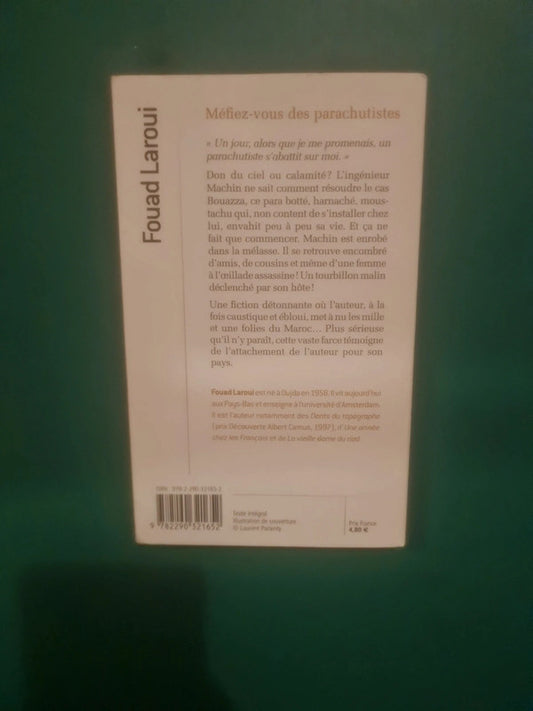 Fouad Laroui
Méfiez-vous des parachutistes
« Un jour, alors que je me promenais, un
parachutiste s'abattit sur moi. »
Don du ciel ou calamité? L'ingénieur
Machin ne sait comment résoudre le cas
Bouazza, ce para botté, harnaché, mous-
tachu qui, non content de s'installer chez
lui, envahit peu à peu sa vie. Et ça ne
fait que commencer. Machin est enrobé
dans la mélasse. Il se retrouve encombré
d'amis, de cousins et même d'une femme
à l'œillade assassine! Un tourbillon malin
déclenché par son hôte!
Une fiction détonnante où l'auteur, à la
fois caustique et ébloui, met à nu les mille
et une folies du Maroc... Plus sérieuse
qu'il n'y paraît, cette vaste farce témoigne
de l'attachement de l'auteur pour son
pays.
Fouad Laroui est né à Oujda en 1958. Il vit aujourd'hui
aux Pays-Bas et enseigne à l'université d'Amsterdam.
Il est l'auteur notamment des Dents du topographe
(prix Découverte Albert Camus, 1997), d'Une année
chez les Français et de La vieille dame du riad.
ISBN : 978-2-290-52165-2
9 782290 521652
Texte intégral
Illustration de couverture
© Laurent Parienty
Prix France
4,80 €